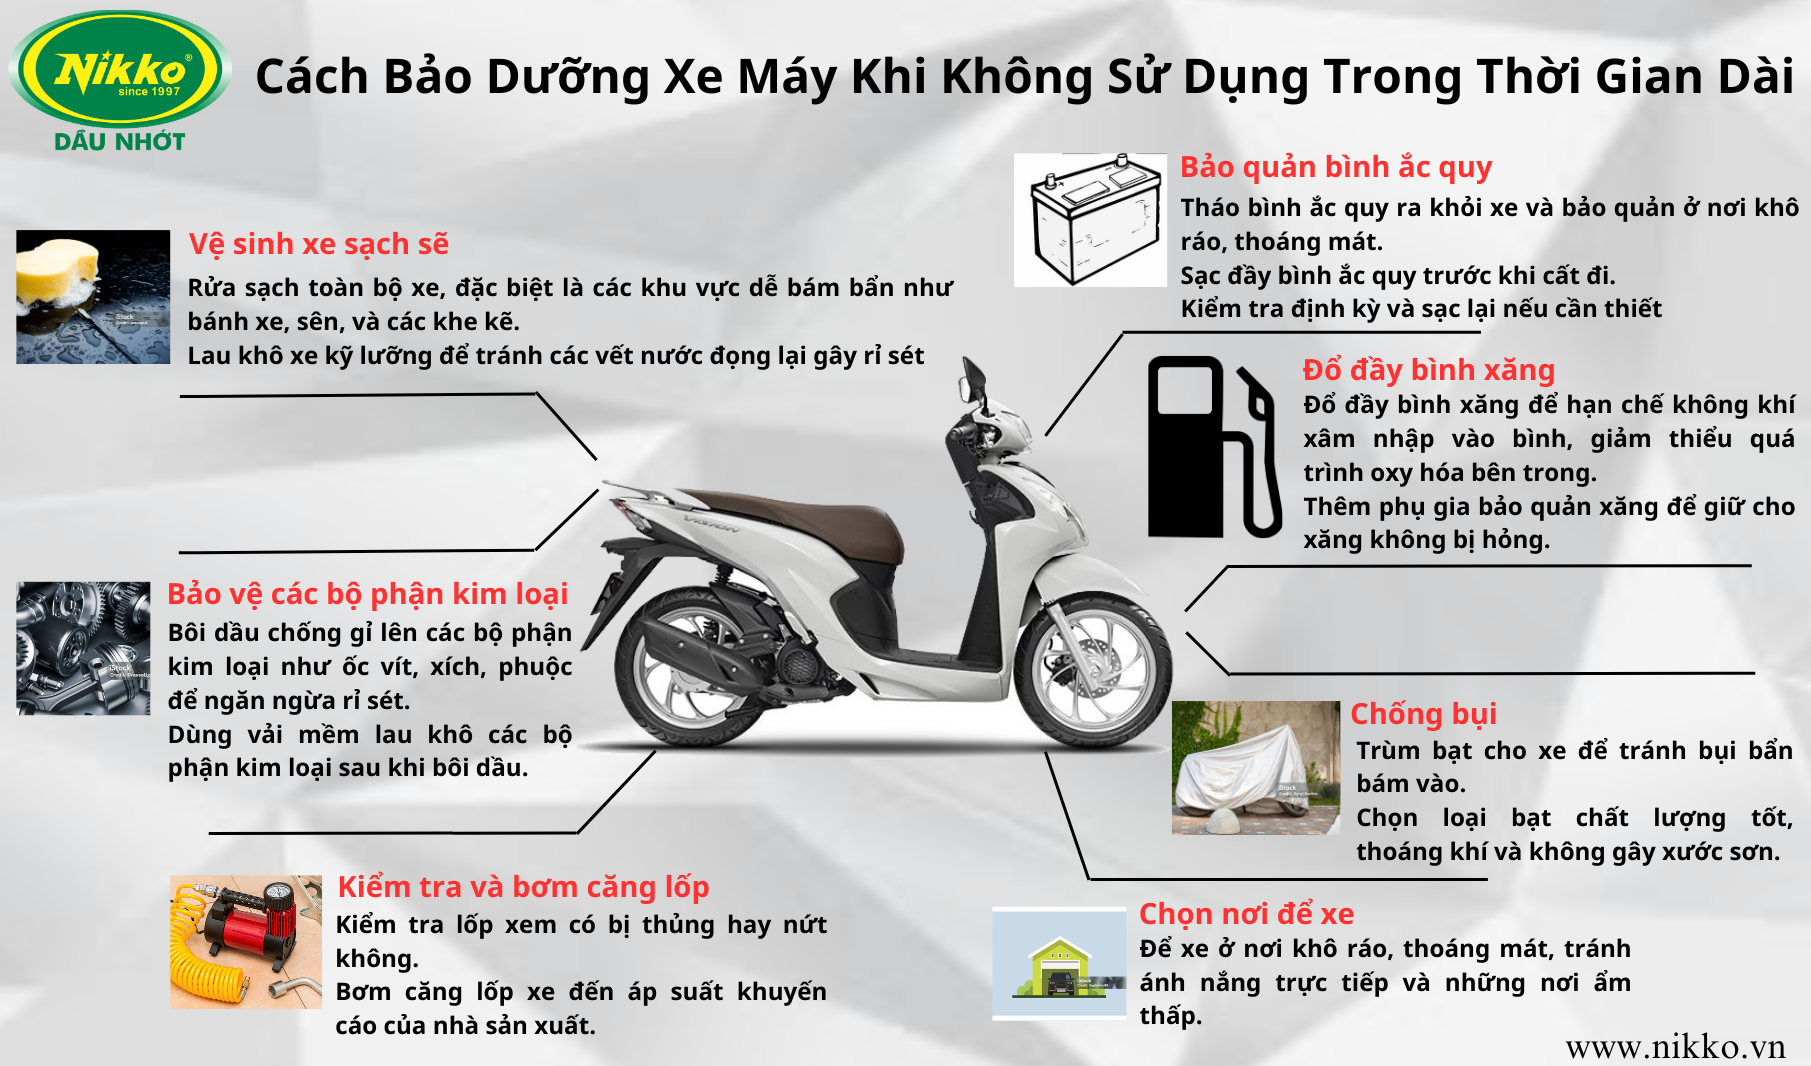 Nikko®
since 1997
DẦU NHỚT
Cách Bảo Dưỡng Xe Máy Khi Không Sử Dụng Trong Thời Gian Dài
Vệ sinh xe sạch sẽ
Rửa sạch toàn bộ xe, đặc biệt là các khu vực dễ bám bẩn như
bánh xe, sên, và các khe kẽ.
Lau khô xe kỹ lưỡng để tránh các vết nước đọng lại gây rỉ sét
iStock
Bảo quản bình ắc quy
Tháo bình ắc quy ra khỏi xe và bảo quản ở nơi khô
ráo, thoáng mát.
Sạc đầy bình ắc quy trước khi cất đi.
Kiểm tra định kỳ và sạc lại nếu cần thiết
Đổ đầy bình xăng
Đổ đầy bình xăng để hạn chế không khí
xâm nhập vào bình, giảm thiểu quá
trình oxy hóa bên trong.
Thêm phụ gia bảo quản xăng để giữ cho
xăng không bị hỏng.
VISION
Bảo vệ các bộ phận kim loại
Bôi dầu chống gỉ lên các bộ phận
kim loại như ốc vít, xích, phuộc
để ngăn ngừa rỉ sét.
Dùng vải mềm lau khô các bộ
phận kim loại sau khi bôi dầu.
iStock
Chống bụi
Trùm bạt cho xe để tránh bụi bẩn
bám vào.
Chọn loại bạt chất lượng tốt,
thoáng khí và không gây xước sơn.
iStock
Kiểm tra và bơm căng lốp
Kiểm tra lốp xem có bị thủng hay nứt
không.
Bơm căng lốp xe đến áp suất khuyến
cáo của nhà sản xuất.
Chọn nơi để xe
Để xe ở nơi khô ráo, thoáng mát, tránh
ánh nắng trực tiếp và những nơi ẩm
thấp.
iStock
www.nikko.vn